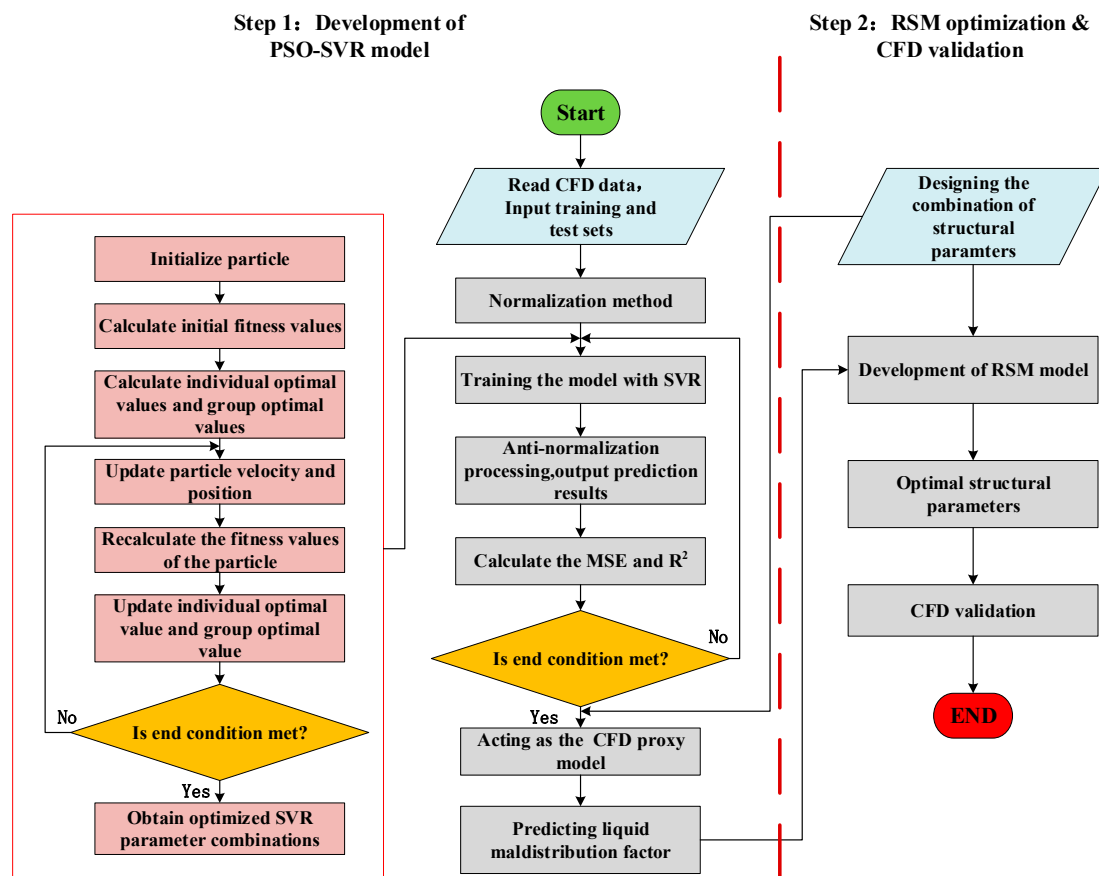 Step 1：Development of
PSO-SVR model
Step 2：RSM optimization &
CFD validation
Start
Read CFD data，
Input training and
test sets
Normalization method
Training the model with SVR
Anti-normalization
processing,output prediction
results
Calculate the MSE and R²
Is end condition met?
No
Yes
Acting as the CFD proxy
model
Predicting liquid
maldistribution factor
Initialize particle
Calculate initial fitness values
Calculate individual optimal
values and group optimal
values
Update particle velocity and
position
Recalculate the fitness values
of the particle
Update individual optimal
value and group optimal
value
No
Is end condition met?
Yes
Obtain optimized SVR
parameter combinations
Designing the
combination of
structural paramters
Development of RSM model
Optimal structural
parameters
CFD validation
END